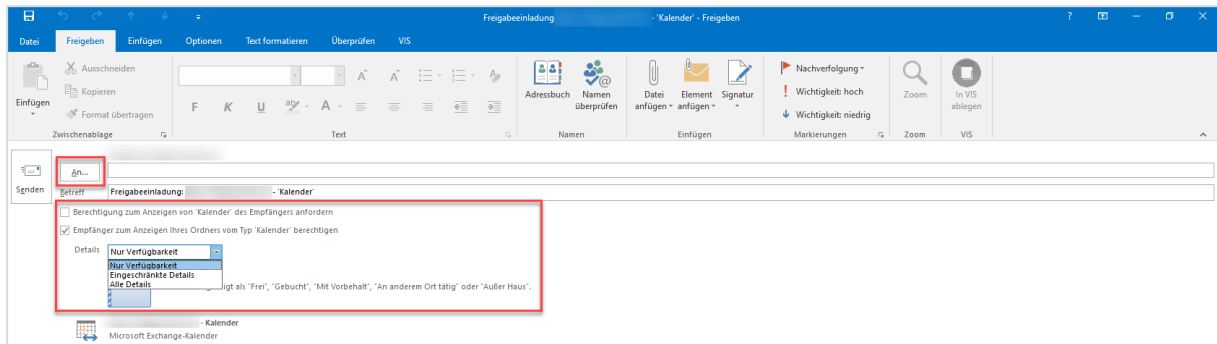 Freigabeeinladung - 'Kalender' - Freigeben
?
Datei Freigeben Einfügen Optionen Text formatieren Überprüfen VIS
Einfügen
Ausschneiden
Kopieren
Format übertragen
Zwischenablage
F K U aby A A A
Text
Adressbuch
Namen überprüfen
Namen
Datei anfügen
Element anfügen
Signatur
Einfügen
Nachverfolgung
Wichtigkeit: hoch
Wichtigkeit: niedrig
Markierungen
Zoom
Zoom
In VIS ablegen
VIS
Senden
An...
Betreff Freigabeeinladung: - 'Kalender'
Berechtigung zum Anzeigen von 'Kalender' des Empfängers anfordern
Empfänger zum Anzeigen Ihres Ordners vom Typ 'Kalender' berechtigen
Details Nur Verfügbarkeit
Nur Verfügbarkeit
Eingeschränkte Details
Alle Details
als "Frei", "Gebucht", "Mit Vorbehalt", "An anderem Ort tätig" oder "Außer Haus".
- Kalender
Microsoft Exchange-Kalender